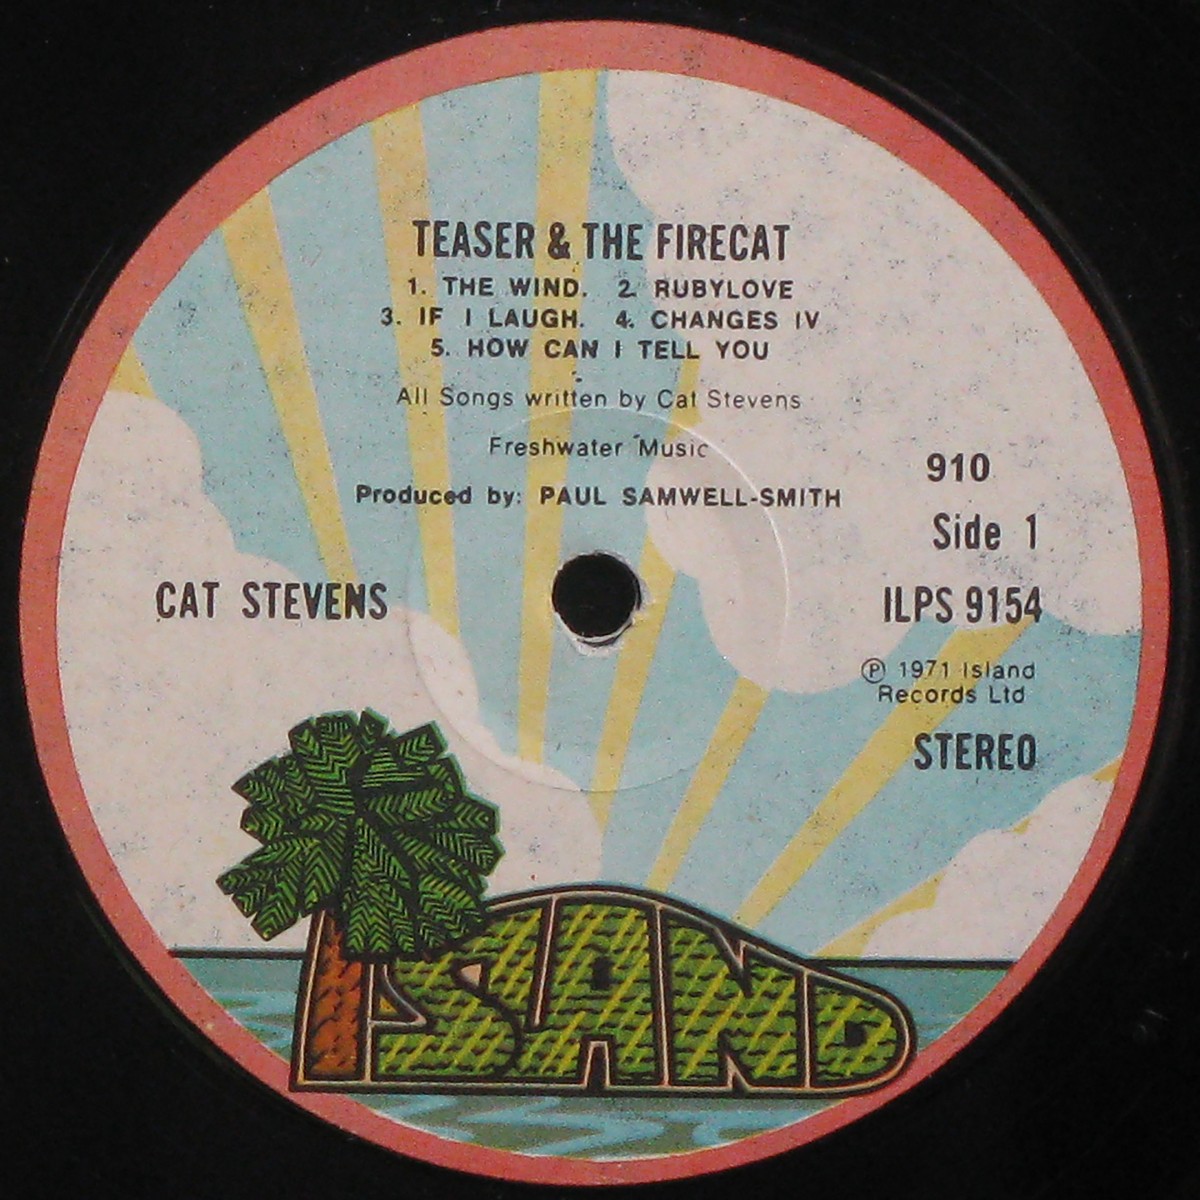 TEASER & THE FIRECAT
1. THE WIND. 2. RUBYLOVE
3. IF I LAUGH. 4. CHANGES IV
5. HOW CAN I TELL YOU
All Songs written by Cat Stevens
Freshwater Music
Produced by: PAUL SAMWELL-SMITH
910
Side 1
CAT STEVENS
ILPS 9154
Ⓟ 1971 Island
Records Ltd
STEREO
ISLAND